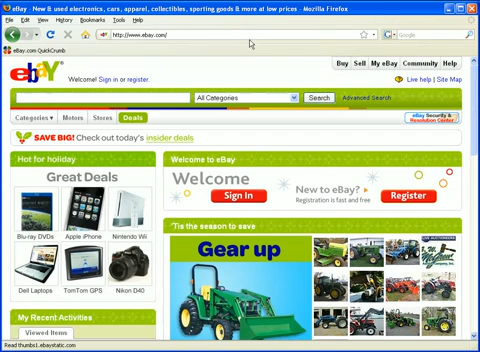 eBay - New & used electronics, cars, apparel, collectibles, sporting goods & more at low prices - Mozilla Firefox
File Edit View History Bookmarks Tools Help
http://www.ebay.com/
Google
eBay.com QuickCrumb
Buy Sell My eBay Community Help
ebY
Welcome! Sign in or register.
Live help | Site Map
All Categories
Search
Advanced Search
Categories
Motors
Stores
Deals
eBay Security &
Resolution Center
SAVE BIG! Check out today's insider deals
Hot for holiday
Great Deals
Blu-ray DVDs
Apple iPhone
Nintendo Wii
Dell Laptops
TomTom GPS
Nikon D40
My Recent Activities
Viewed Items
Welcome to eBay
Welcome
Sign In
New to eBay?
Registration is fast and free
Register
'Tis the season to save
Gear up
Read thumbs1.ebaystatic.com